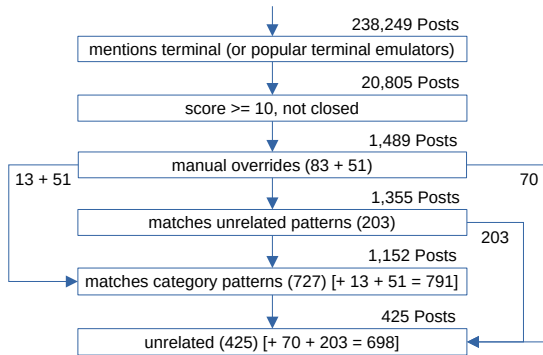 238,249 Posts
mentions terminal (or popular terminal emulators)
20,805 Posts
score >= 10, not closed
1,489 Posts
manual overrides (83 + 51)
13 + 51
70
1,355 Posts
matches unrelated patterns (203)
203
1,152 Posts
matches category patterns (727) [+ 13 + 51 = 791]
425 Posts
unrelated (425) [+ 70 + 203 = 698]